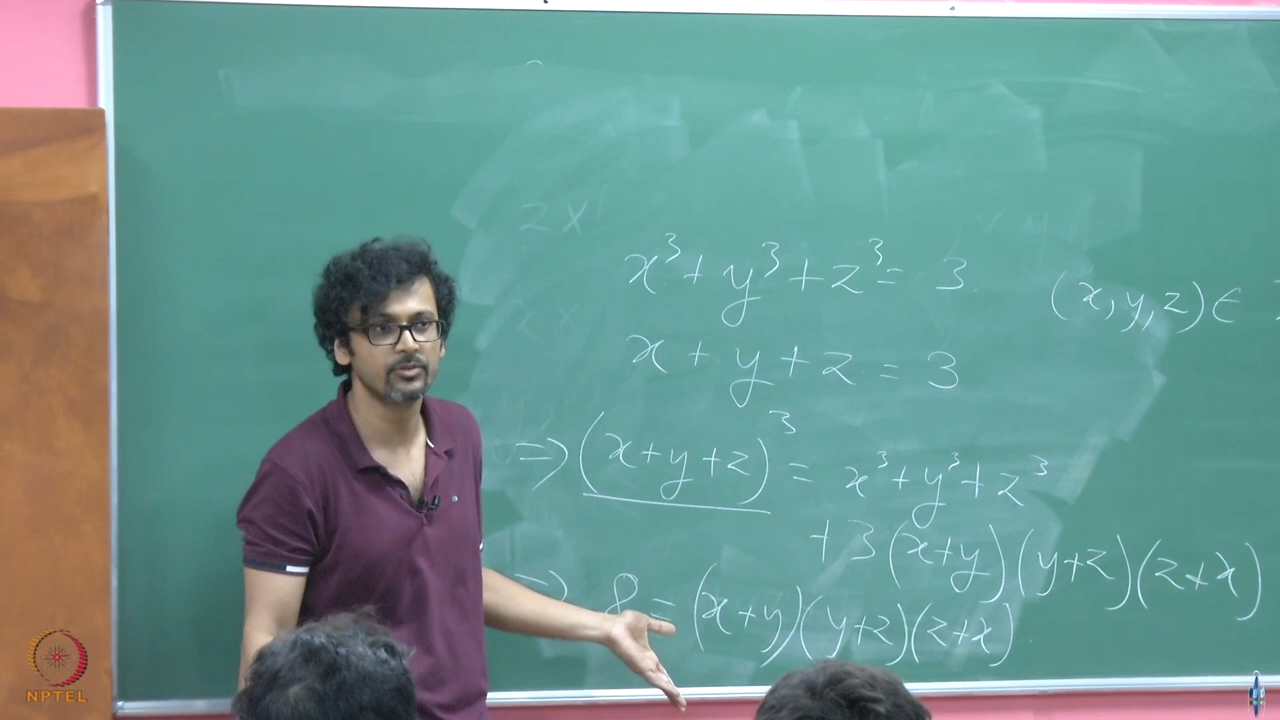 x³ + y³ + z³ = 3 (x, y, z) ∈
x + y + z = 3
⇒ (x+y+z)³ = x³+y³+z³
+3(x+y)(y+z)(z+x)
⇒ 8 = (x+y)(y+z)(z+x)
NPTEL